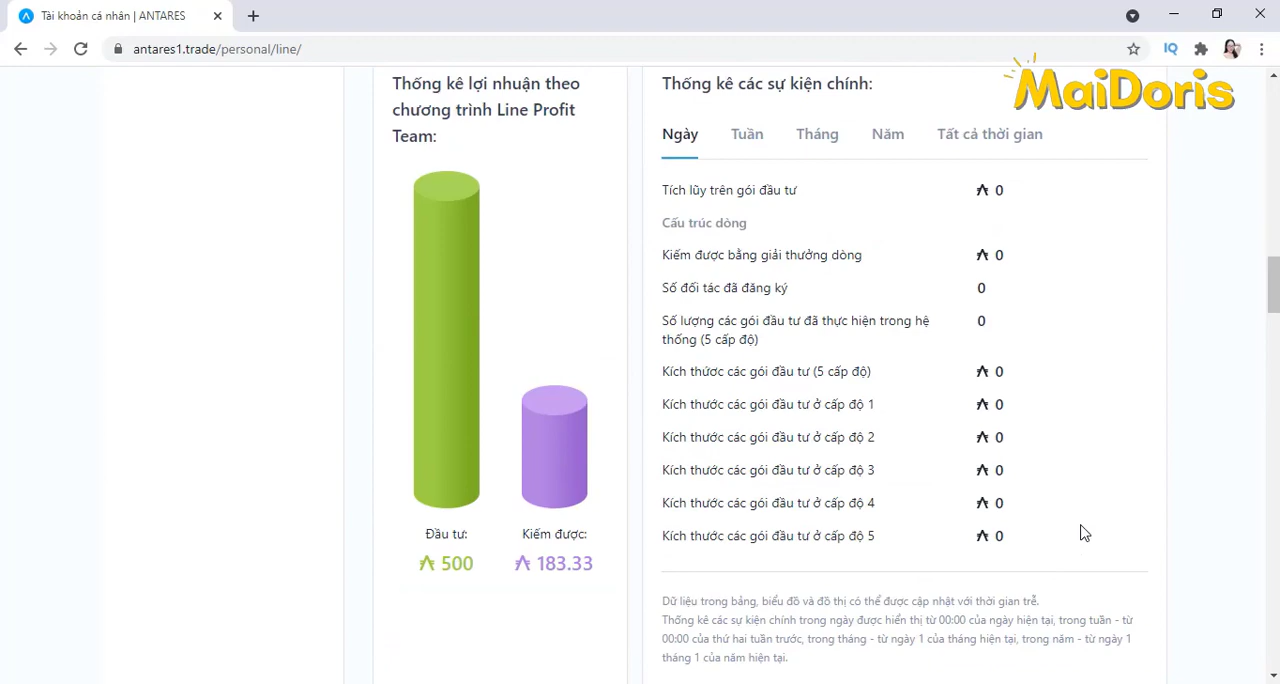 Tài khoản cá nhân | ANTARES
antares1.trade/personal/line/
IQ
MaiDoris
Thống kê lợi nhuận theo
chương trình Line Profit
Team:
Đầu tư:
Kiếm được:
500
183.33
Thống kê các sự kiện chính:
Ngày Tuần Tháng Năm Tất cả thời gian
Tích lũy trên gói đầu tư 0
Cấu trúc dòng
Kiếm được bằng giải thưởng dòng 0
Số đối tác đã đăng ký 0
Số lượng các gói đầu tư đã thực hiện trong hệ 0
thống (5 cấp độ)
Kích thứơc các gói đầu tư (5 cấp độ) 0
Kích thước các gói đầu tư ở cấp độ 1 0
Kích thước các gói đầu tư ở cấp độ 2 0
Kích thước các gói đầu tư ở cấp độ 3 0
Kích thước các gói đầu tư ở cấp độ 4 0
Kích thước các gói đầu tư ở cấp độ 5 0
Dữ liệu trong bảng, biểu đồ và đồ thị có thể được cập nhật với thời gian trễ.
Thống kê các sự kiện chính trong ngày được hiển thị từ 00:00 của ngày hiện tại, trong tuần - từ
00:00 của thứ hai tuần trước, trong tháng - từ ngày 1 của tháng hiện tại, trong năm - từ ngày 1
tháng 1 của năm hiện tại.